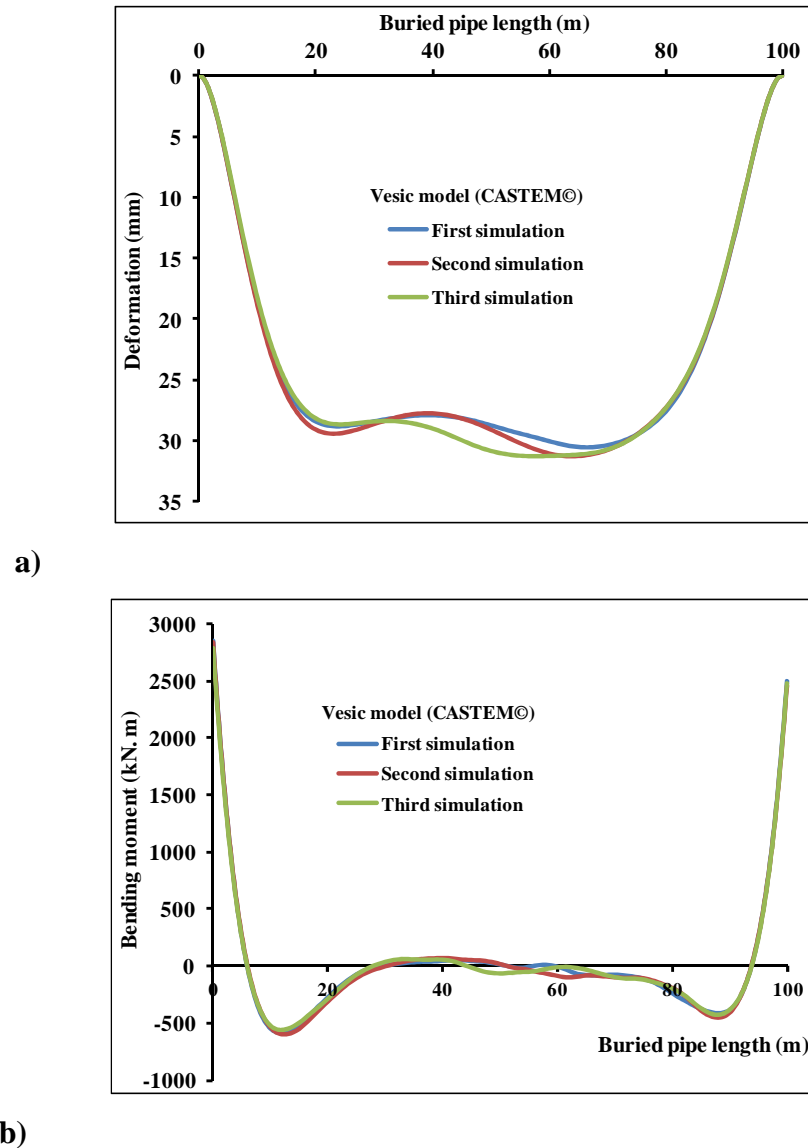 Buried pipe length (m)
0 20 40 60 80 100
0
5
10
15
20
25
30
35
Deformation (mm)
Vesic model (CASTEM©)
First simulation
Second simulation
Third simulation
a)
3000
2500
2000
1500
1000
500
0
-500
-1000
Bending moment (kN. m)
Vesic model (CASTEM©)
First simulation
Second simulation
Third simulation
0 20 40 60 80 100
Buried pipe length (m)
b)